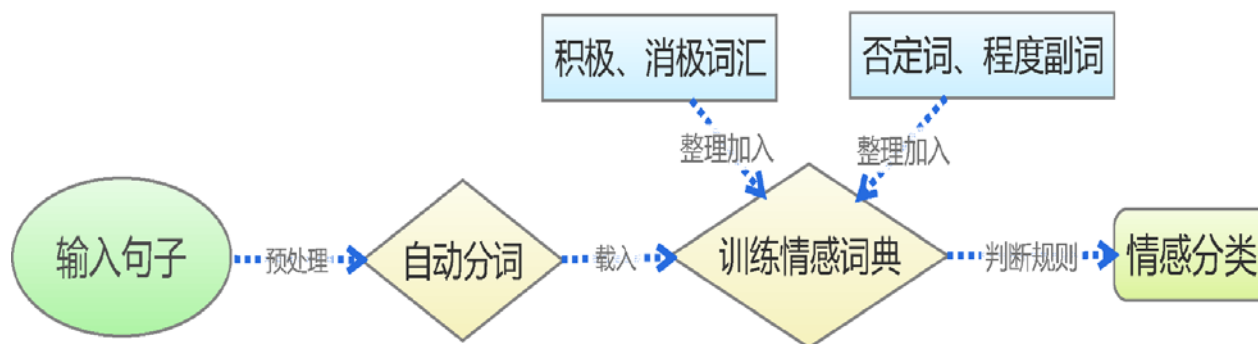 积极、消极词汇
否定词、程度副词
整理加入
整理加入
输入句子
预处理
自动分词
载入
训练情感词典
判断规则
情感分类